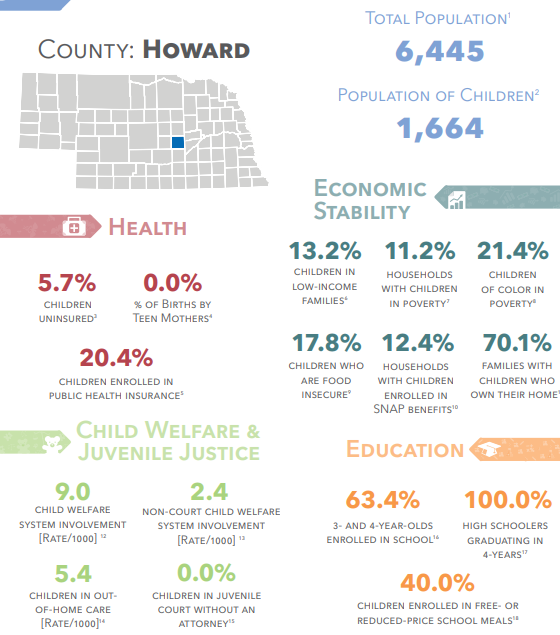 COUNTY: HOWARD
TOTAL POPULATION¹
6,445
POPULATION OF CHILDREN²
1,664
HEALTH
5.7%
CHILDREN
UNINSURED³
0.0%
% OF BIRTHS BY
TEEN MOTHERS⁴
20.4%
CHILDREN ENROLLED IN
PUBLIC HEALTH INSURANCE⁵
ECONOMIC
STABILITY
13.2%
CHILDREN IN
LOW-INCOME
FAMILIES⁶
11.2%
HOUSEHOLDS
WITH CHILDREN
IN POVERTY⁷
21.4%
CHILDREN
OF COLOR IN
POVERTY⁸
17.8%
CHILDREN WHO
ARE FOOD
INSECURE⁹
12.4%
HOUSEHOLDS
WITH CHILDREN
ENROLLED IN
SNAP BENEFITS¹⁰
70.1%
FAMILIES WITH
CHILDREN WHO
OWN THEIR HOME
CHILD WELFARE &
JUVENILE JUSTICE
9.0
CHILD WELFARE
SYSTEM INVOLVEMENT
[RATE/1000] ¹²
2.4
NON-COURT CHILD WELFARE
SYSTEM INVOLVEMENT
[RATE/1000] ¹³
5.4
CHILDREN IN OUT-
OF-HOME CARE
[RATE/1000]¹⁴
0.0%
CHILDREN IN JUVENILE
COURT WITHOUT AN
ATTORNEY¹⁵
EDUCATION
63.4%
3- AND 4-YEAR-OLDS
ENROLLED IN SCHOOL¹⁶
100.0%
HIGH SCHOOLERS
GRADUATING IN
4-YEARS¹⁷
40.0%
CHILDREN ENROLLED IN FREE- OR
REDUCED-PRICE SCHOOL MEALS¹⁸